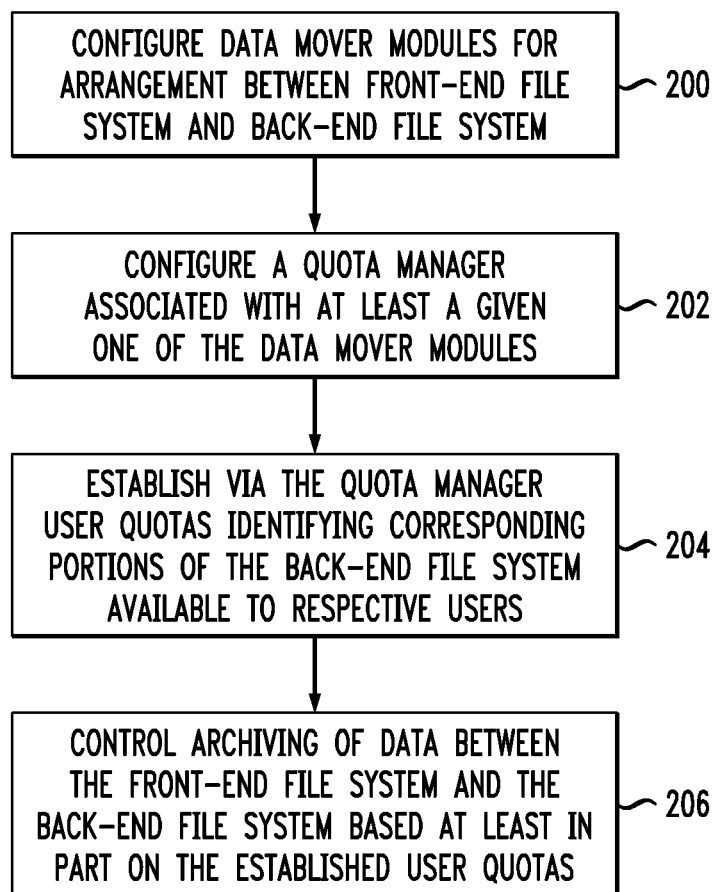 CONFIGURE DATA MOVER MODULES FOR
ARRANGEMENT BETWEEN FRONT-END FILE
SYSTEM AND BACK-END FILE SYSTEM
200
CONFIGURE A QUOTA MANAGER
ASSOCIATED WITH AT LEAST A GIVEN
ONE OF THE DATA MOVER MODULES
202
ESTABLISH VIA THE QUOTA MANAGER
USER QUOTAS IDENTIFYING CORRESPONDING
PORTIONS OF THE BACK-END FILE SYSTEM
AVAILABLE TO RESPECTIVE USERS
204
CONTROL ARCHIVING OF DATA BETWEEN
THE FRONT-END FILE SYSTEM AND THE
BACK-END FILE SYSTEM BASED AT LEAST IN
PART ON THE ESTABLISHED USER QUOTAS
206